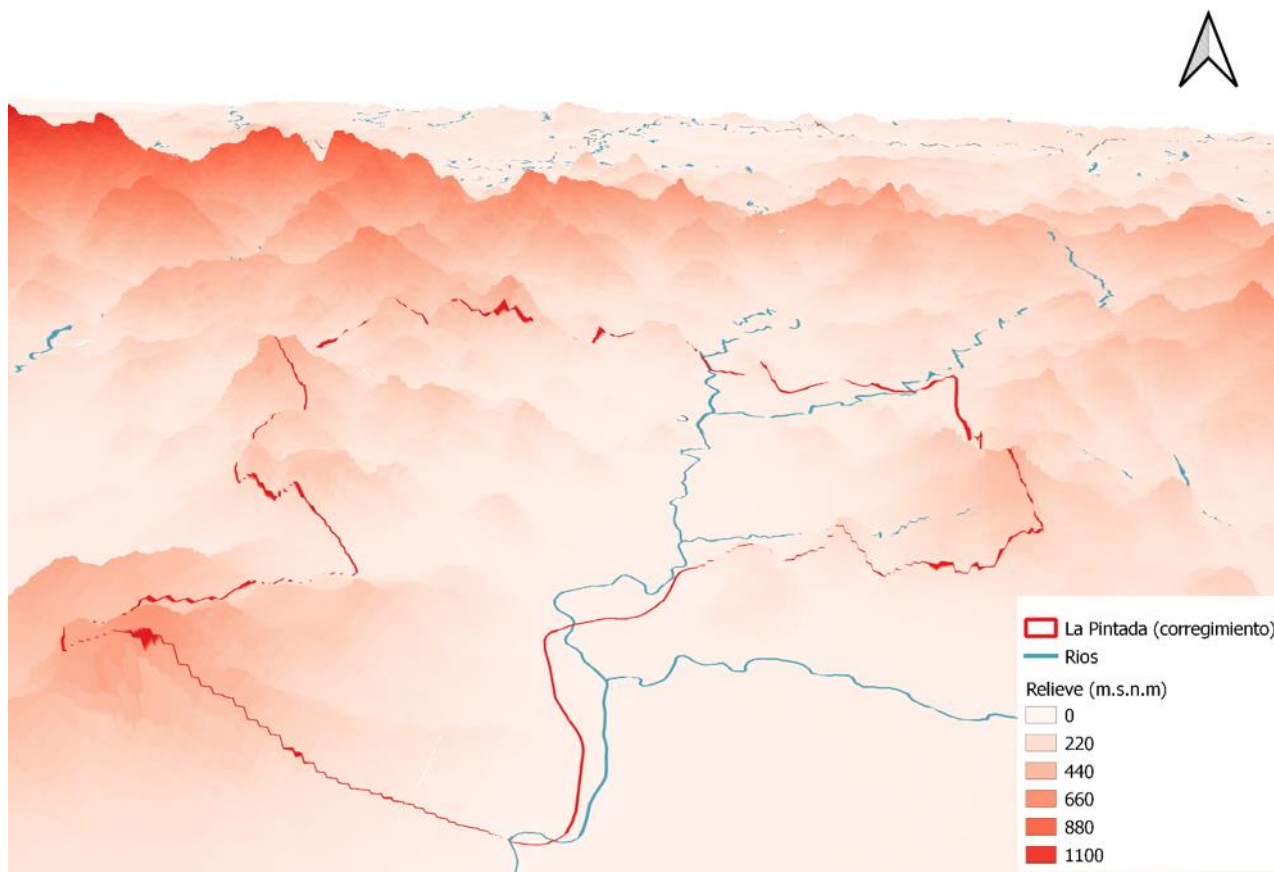 La Pintada (corregimiento)
Rios
Relieve (m.s.n.m)
0
220
440
660
880
1100